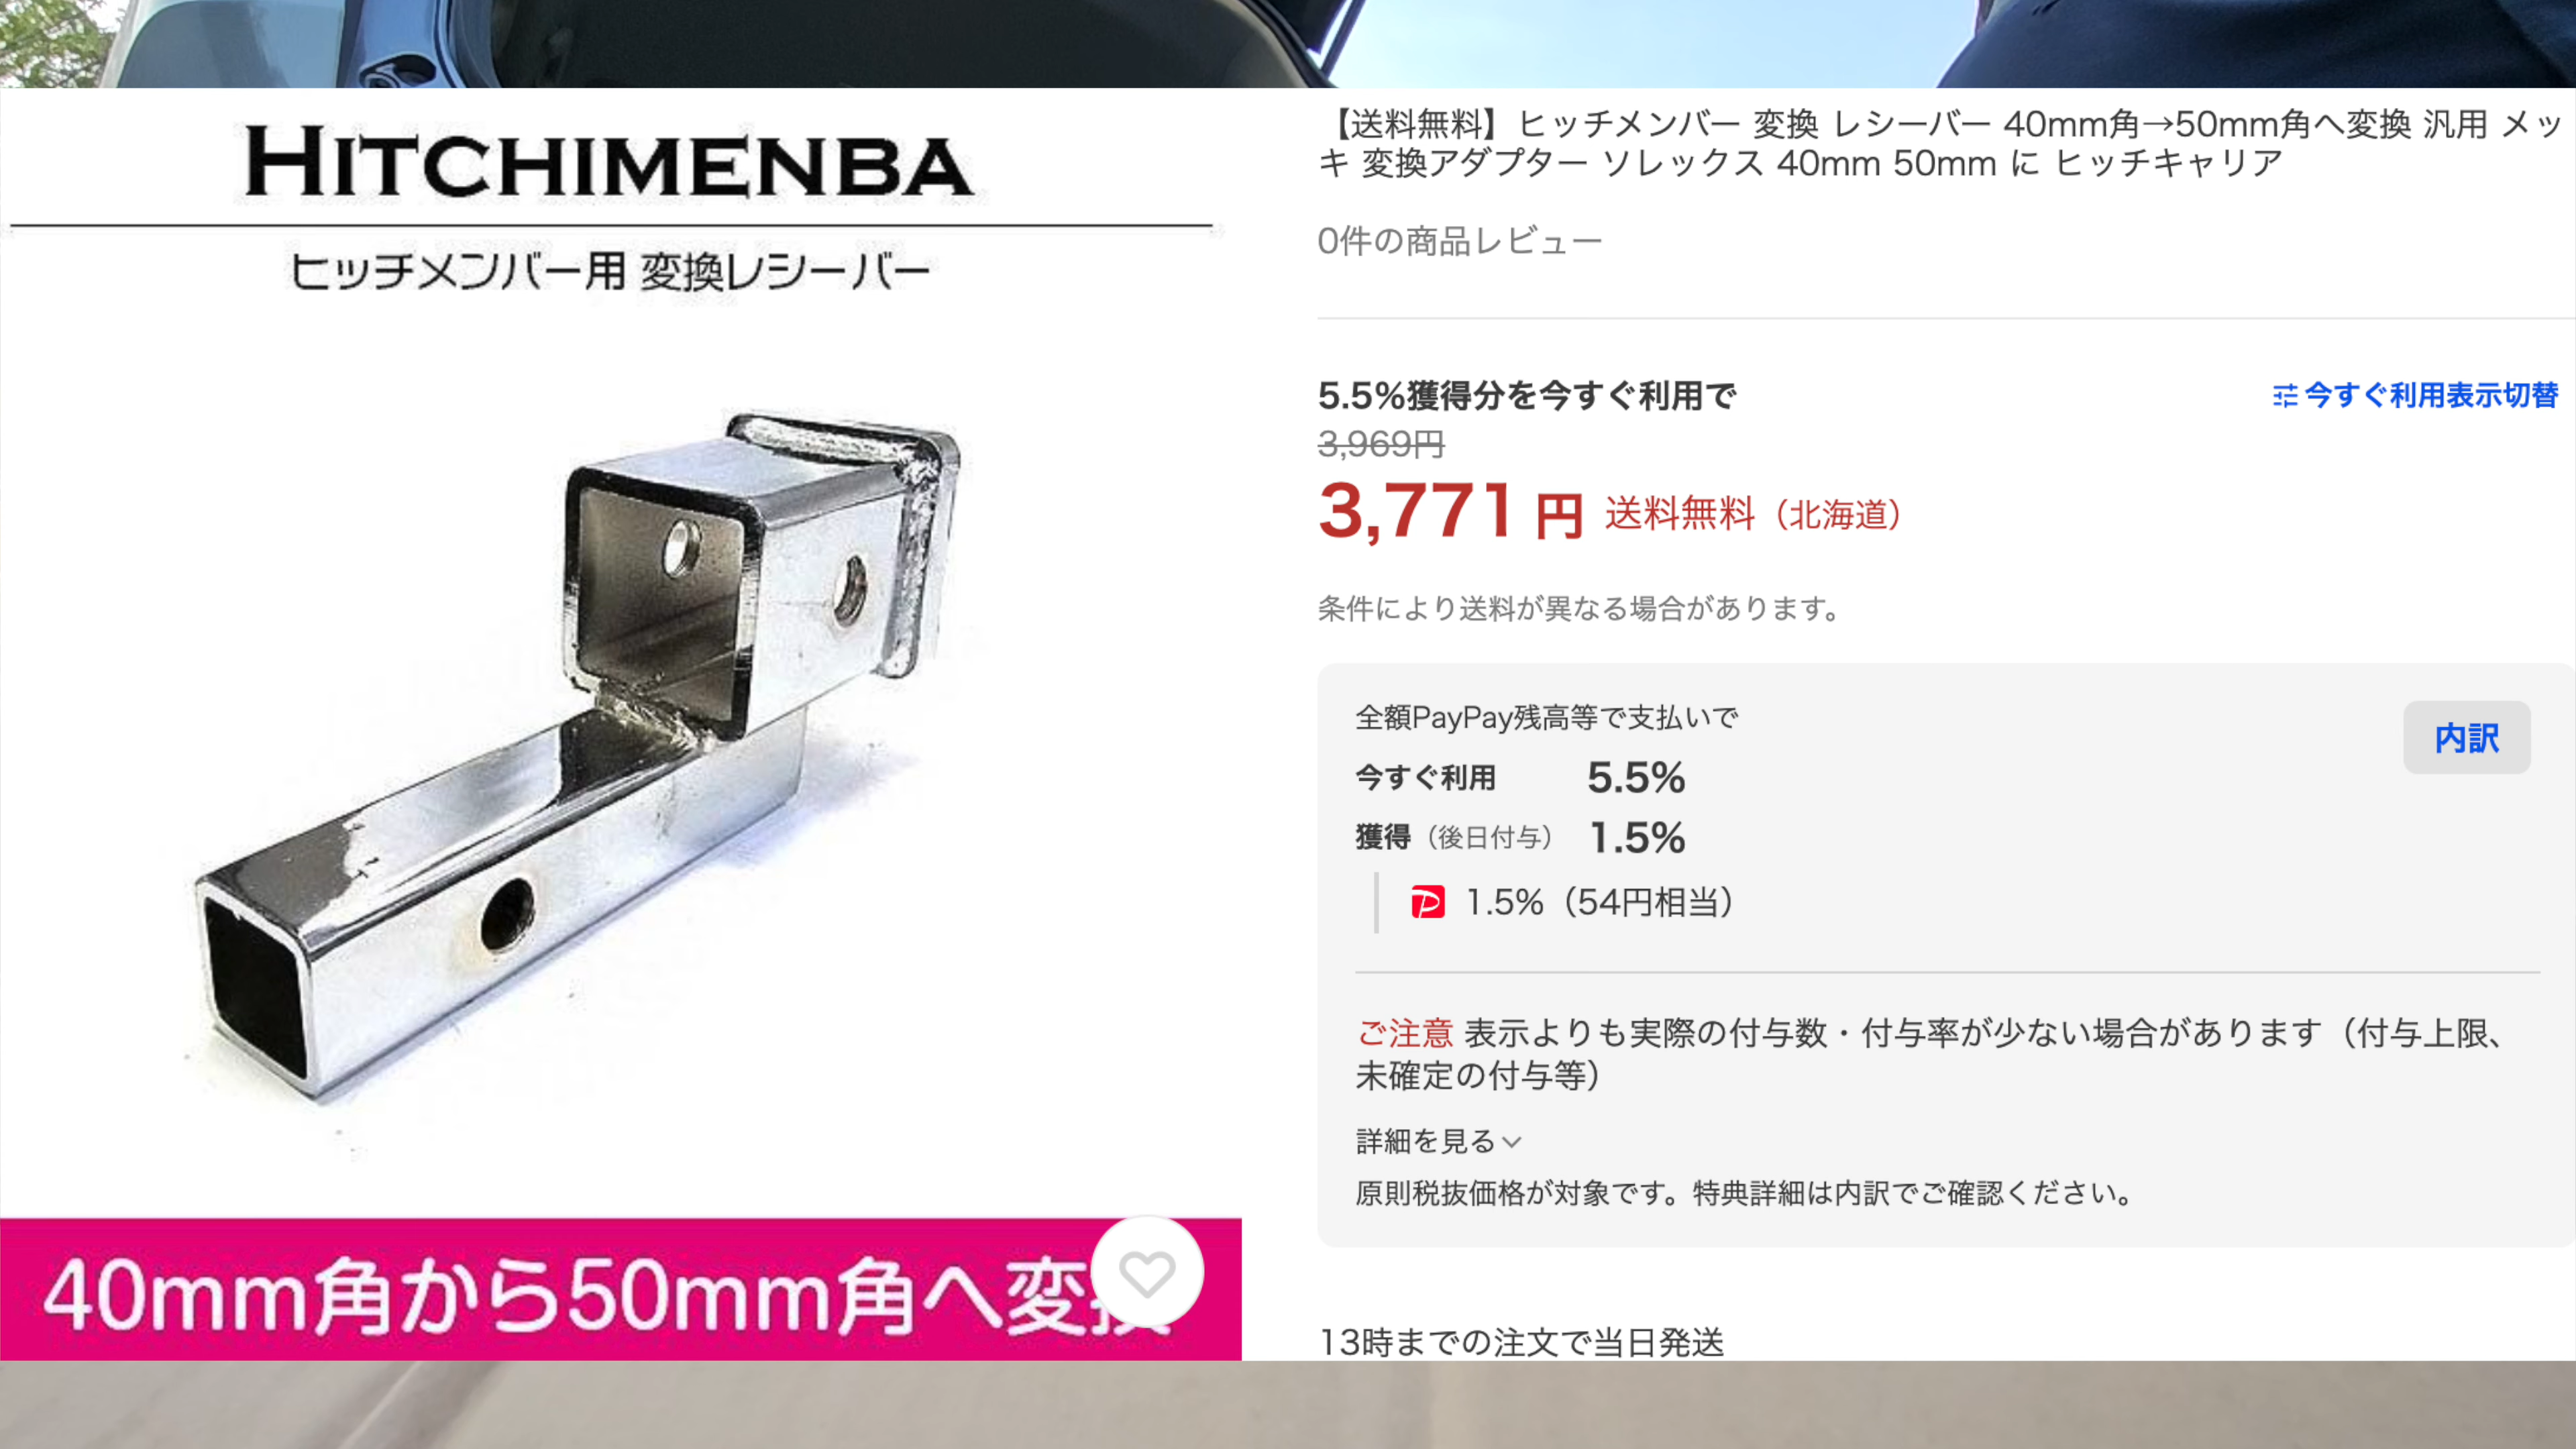 HITCHIMENBA
ヒッチメンバー用 変換レシーバー
40mm角から50mm角へ変換
【送料無料】ヒッチメンバー 変換 レシーバー 40mm角→50mm角へ変換 汎用 メッ
キ 変換アダプター ソレックス 40mm 50mm に ヒッチキャリア
0件の商品レビュー
5.5%獲得分を今すぐ利用で
今すぐ利用表示切替
3,969円
3,771 円 送料無料（北海道）
条件により送料が異なる場合があります。
全額PayPay残高等で支払いで
内訳
今すぐ利用 5.5%
獲得（後日付与） 1.5%
1.5%（54円相当）
ご注意 表示よりも実際の付与数・付与率が少ない場合があります（付与上限、
未確定の付与等）
詳細を見る
原則税抜価格が対象です。特典詳細は内訳でご確認ください。
13時までの注文で当日発送